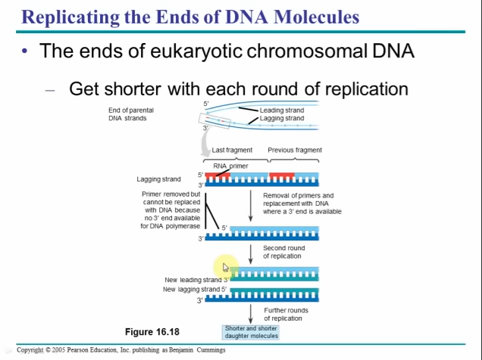 Replicating the Ends of DNA Molecules
• The ends of eukaryotic chromosomal DNA
– Get shorter with each round of replication
End of parental
DNA strands
5′
3′
Leading strand
Lagging strand
Last fragment
Previous fragment
RNA primer
Lagging strand
5′
3′
Primer removed but
cannot be replaced
with DNA because
no 3′ end available
for DNA polymerase
Removal of primers and
replacement with DNA
where a 3′ end is available
5′
3′
Second round
of replication
New leading strand 3′
New lagging strand 5′
3′
Further rounds
of replication
Figure 16.18
Shorter and shorter
daughter molecules
Copyright © 2005 Pearson Education, Inc. publishing as Benjamin Cummings